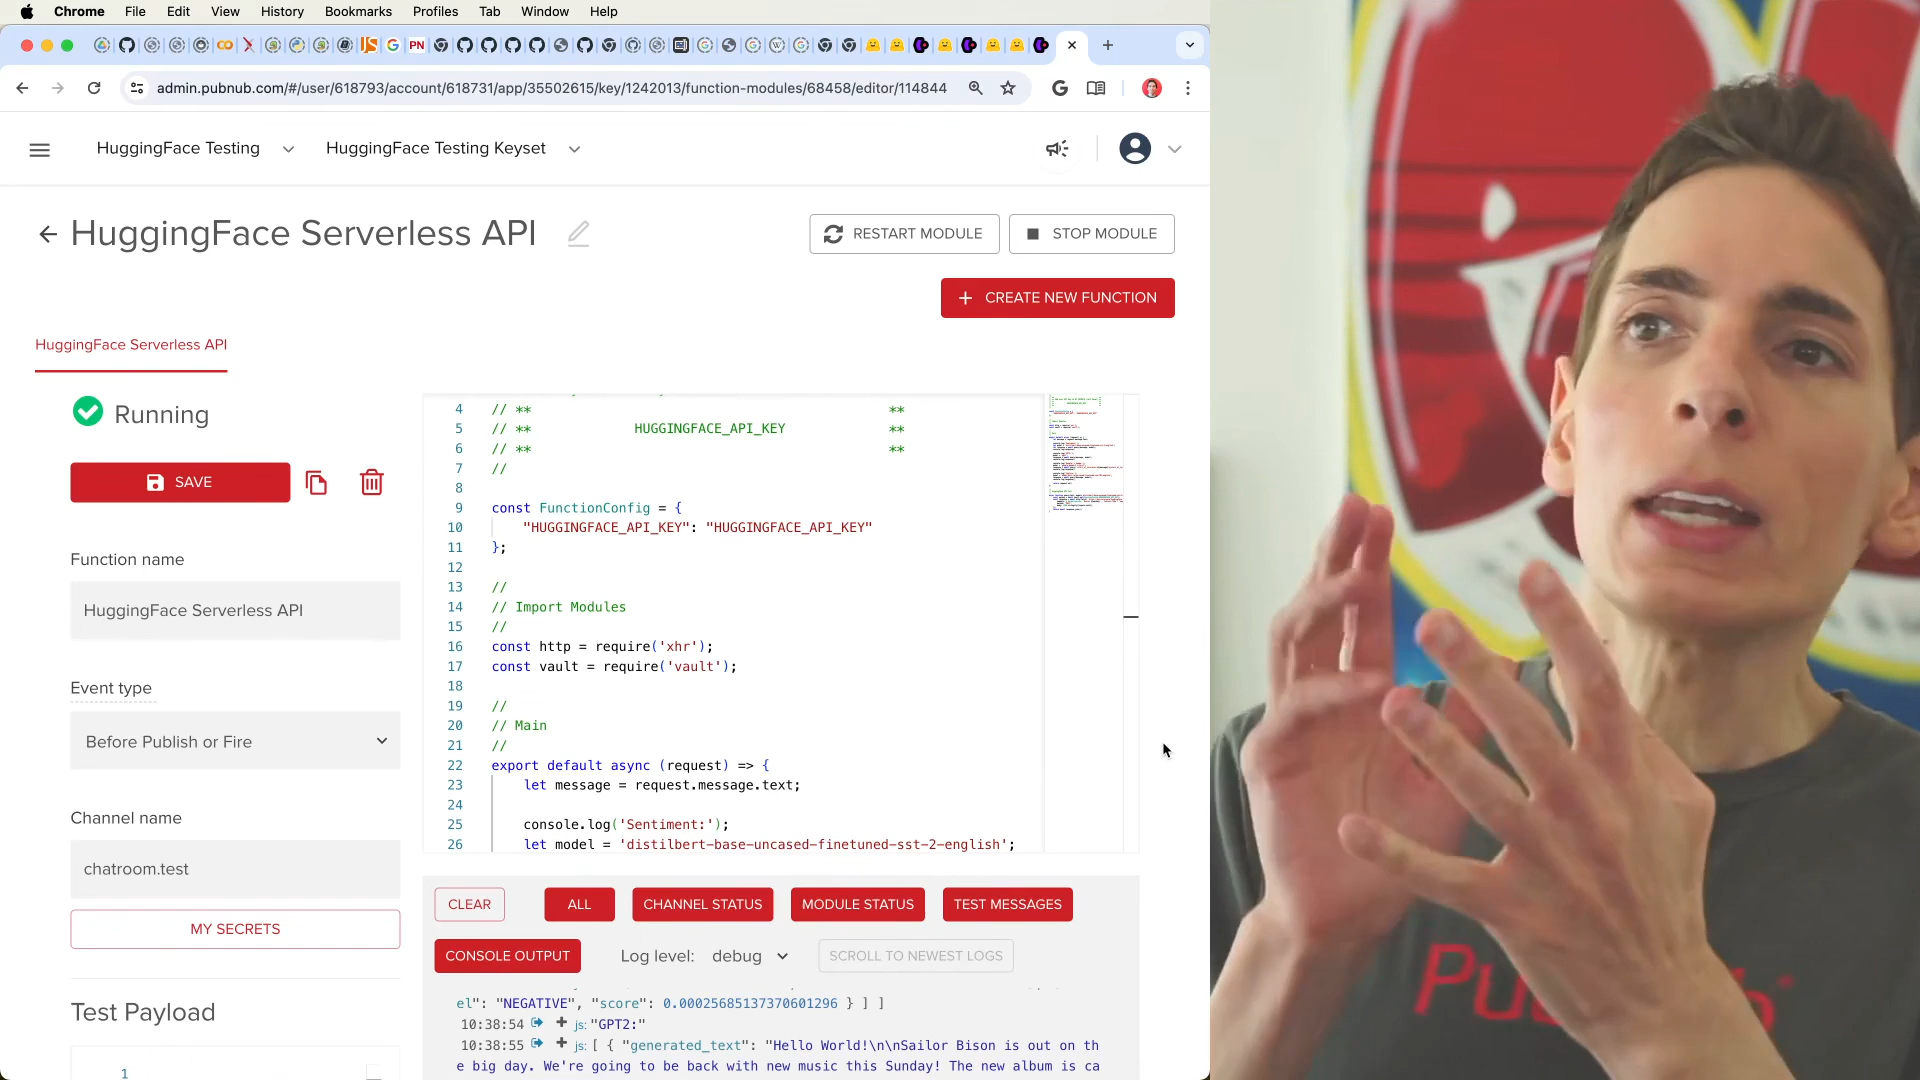 Chrome File Edit View History Bookmarks Profiles Tab Window Help
admin.pubnub.com/#/user/618793/account/618731/app/35502615/key/1242013/function-modules/68458/editor/114844
HuggingFace Testing HuggingFace Testing Keyset
HuggingFace Serverless API
RESTART MODULE STOP MODULE
CREATE NEW FUNCTION
HuggingFace Serverless API
Running
SAVE
Function name
HuggingFace Serverless API
Event type
Before Publish or Fire
Channel name
chatroom.test
MY SECRETS
Test Payload
1
4 // ** **
5 // ** HUGGINGFACE_API_KEY **
6 // ** **
7 //
8
9 const FunctionConfig = {
10 "HUGGINGFACE_API_KEY": "HUGGINGFACE_API_KEY"
11 };
12
13 //
14 // Import Modules
15 //
16 const http = require('xhr');
17 const vault = require('vault');
18
19 //
20 // Main
21 //
22 export default async (request) => {
23 let message = request.message.text;
24
25 console.log('Sentiment:');
26 let model = 'distilbert-base-uncased-finetuned-sst-2-english';
CLEAR ALL CHANNEL STATUS MODULE STATUS TEST MESSAGES
CONSOLE OUTPUT Log level: debug SCROLL TO NEWEST LOGS
el": "NEGATIVE", "score": 0.00025685137370601296 } ] ]
10:38:54 js: "GPT2:"
10:38:55 js: [ { "generated_text": "Hello World!\n\nSailor Bison is out on th
e big day. We're going to be back with new music this Sunday! The new album is ca